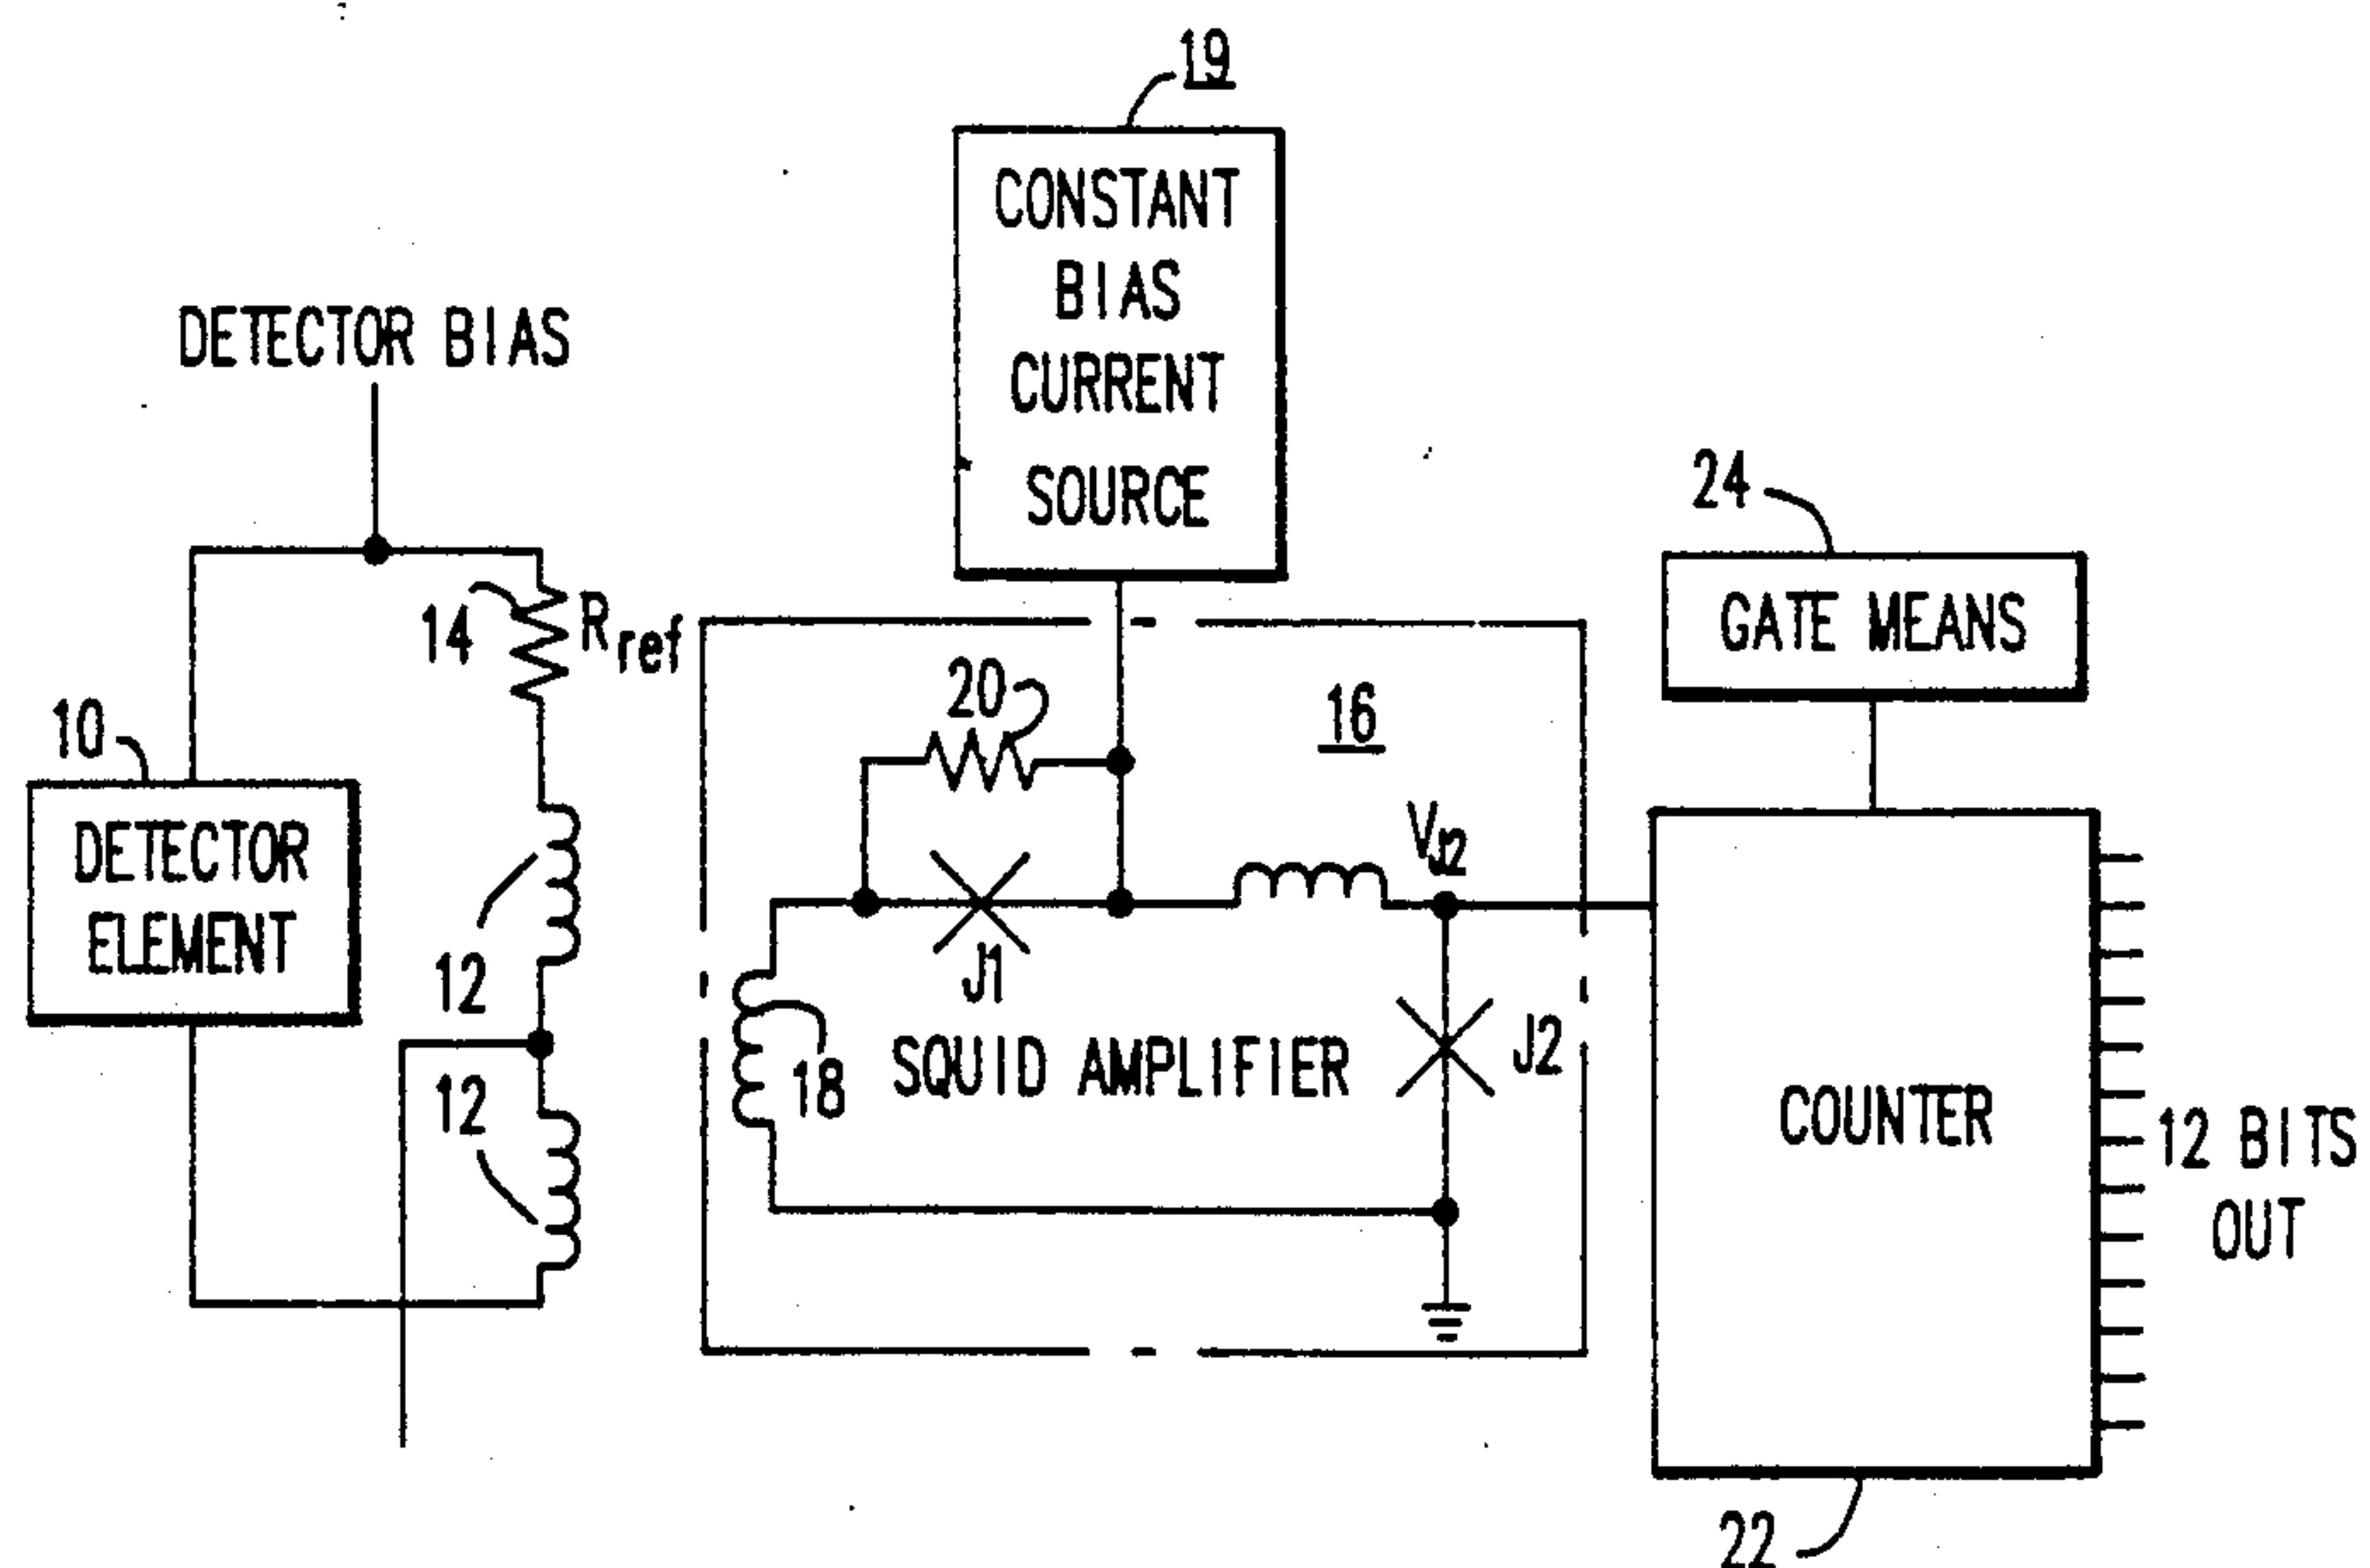 19
CONSTANT
BIAS
CURRENT
SOURCE
DETECTOR BIAS
24
GATE MEANS
14
Rref
20
16
10
DETECTOR
ELEMENT
VJ2
12
J1
18
SQUID AMPLIFIER
J2
12
COUNTER
12 BITS
OUT
22